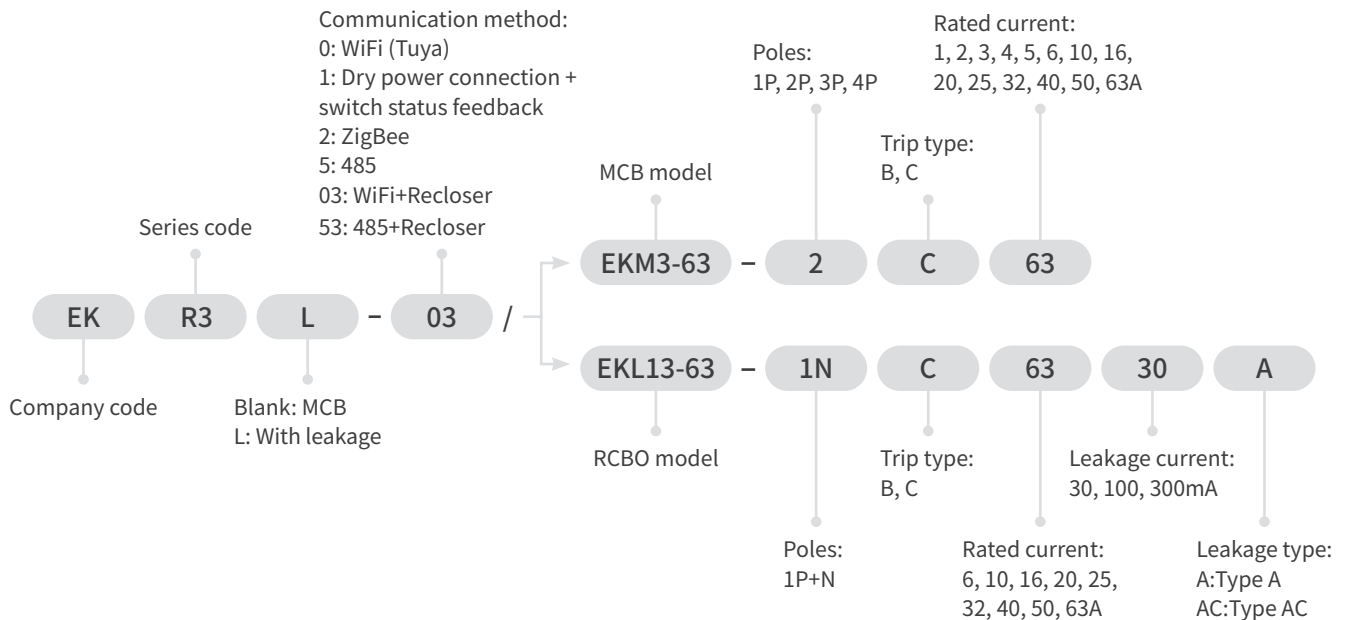 Communication method:
0: WiFi (Tuya)
1: Dry power connection +
switch status feedback
2: ZigBee
5: 485
03: WiFi+Recloser
53: 485+Recloser
Series code
MCB model
Poles:
1P, 2P, 3P, 4P
Trip type:
B, C
Rated current:
1, 2, 3, 4, 5, 6, 10, 16,
20, 25, 32, 40, 50, 63A
EKM3-63 – 2 C 63
EK R3 L – 03 /
EKL13-63 – 1N C 63 30 A
Company code
Blank: MCB
L: With leakage
RCBO model
Poles:
1P+N
Trip type:
B, C
Rated current:
6, 10, 16, 20, 25,
32, 40, 50, 63A
Leakage current:
30, 100, 300mA
Leakage type:
A:Type A
AC:Type AC